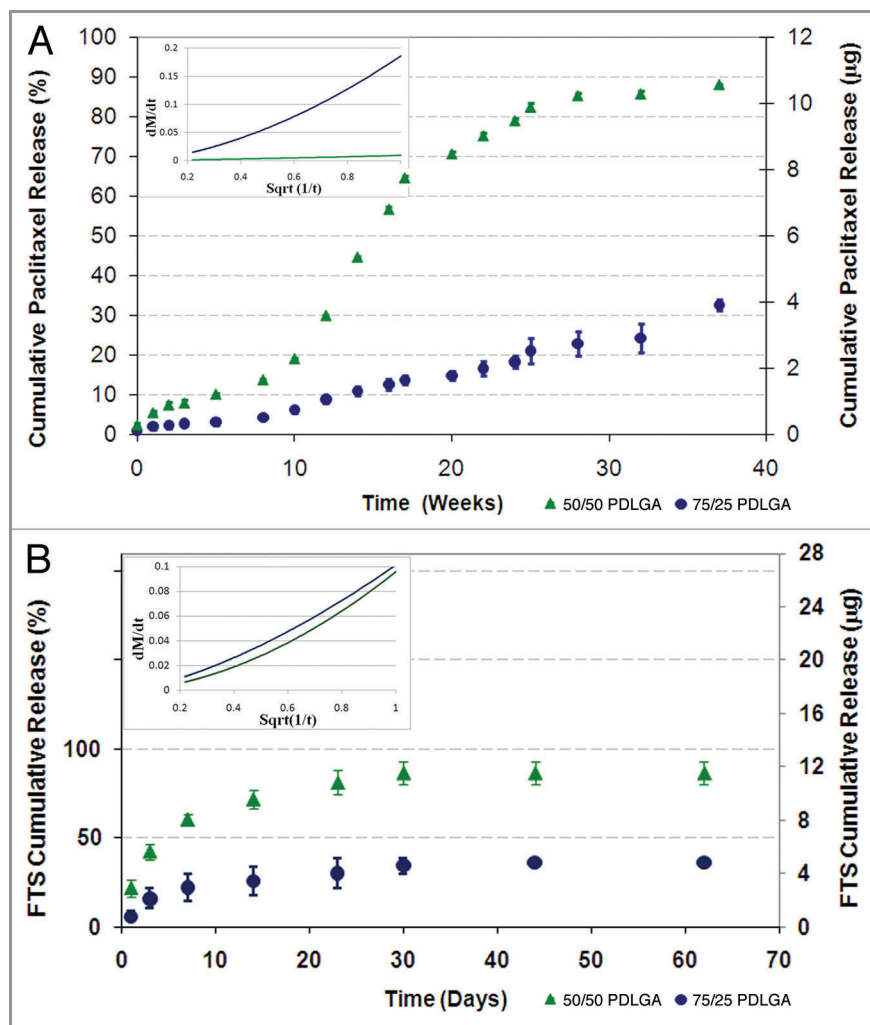 A
Cumulative Paclitaxel Release (%)
100
90
80
70
60
50
40
30
20
10
0
0.2
0.15
0.1
0.05
0
dM/dt
0.2 0.4 0.6 0.8
Sqrt (1/t)
12
10
8
6
4
2
0
Cumulative Paclitaxel Release (µg)
0 10 20 30 40
Time (Weeks)
50/50 PDLGA 75/25 PDLGA
B
FTS Cumulative Release (%)
100
50
0
0.1
0.08
0.06
0.04
0.02
0
dM/dt
0.2 0.4 0.6 0.8 1
Sqrt(1/t)
28
24
20
16
12
8
4
0
FTS Cumulative Release (µg)
0 10 20 30 40 50 60 70
Time (Days)
50/50 PDLGA 75/25 PDLGA